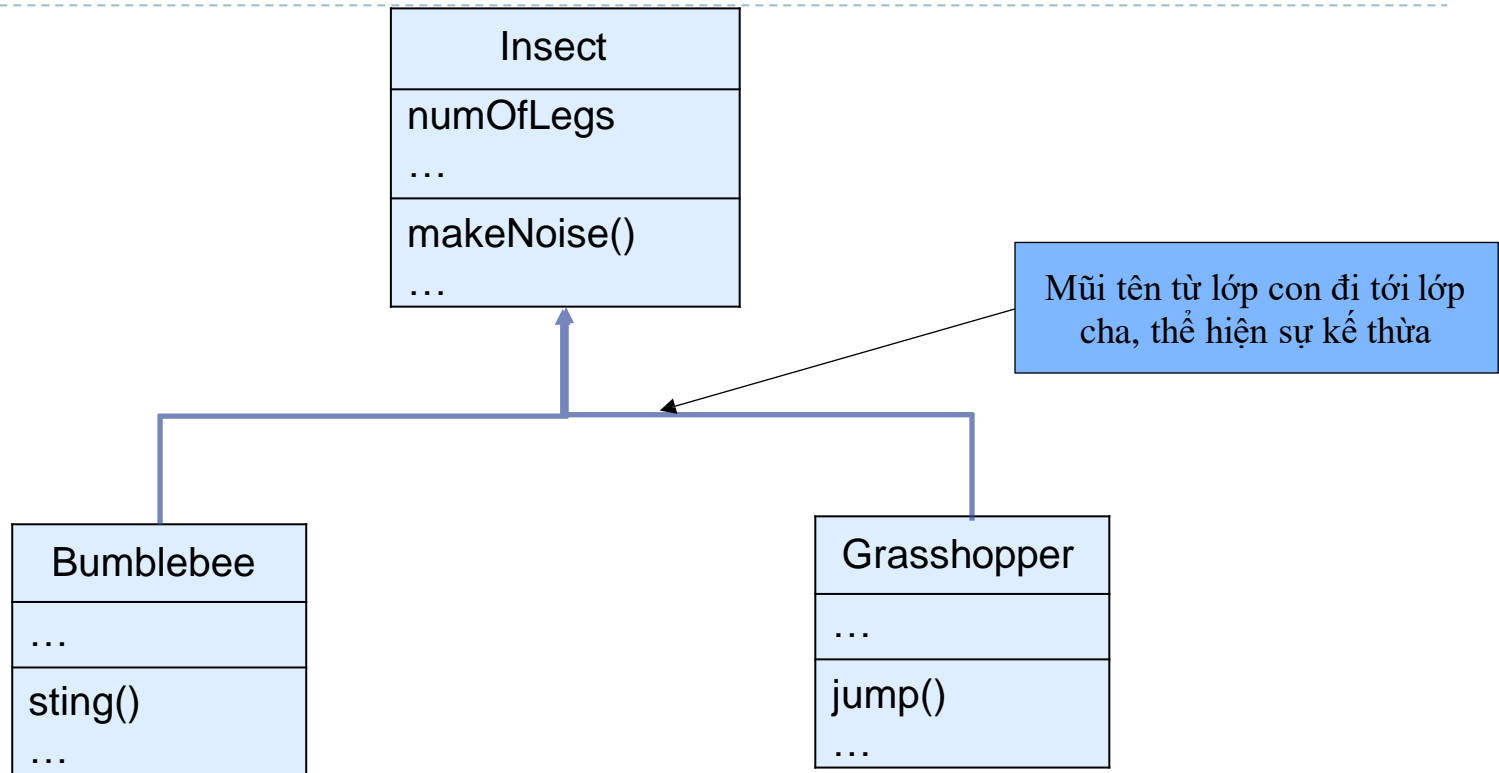 Insect
numOfLegs
…
makeNoise()
…
Mũi tên từ lớp con đi tới lớp
cha, thể hiện sự kế thừa
Bumblebee
…
sting()
…
Grasshopper
…
jump()
…